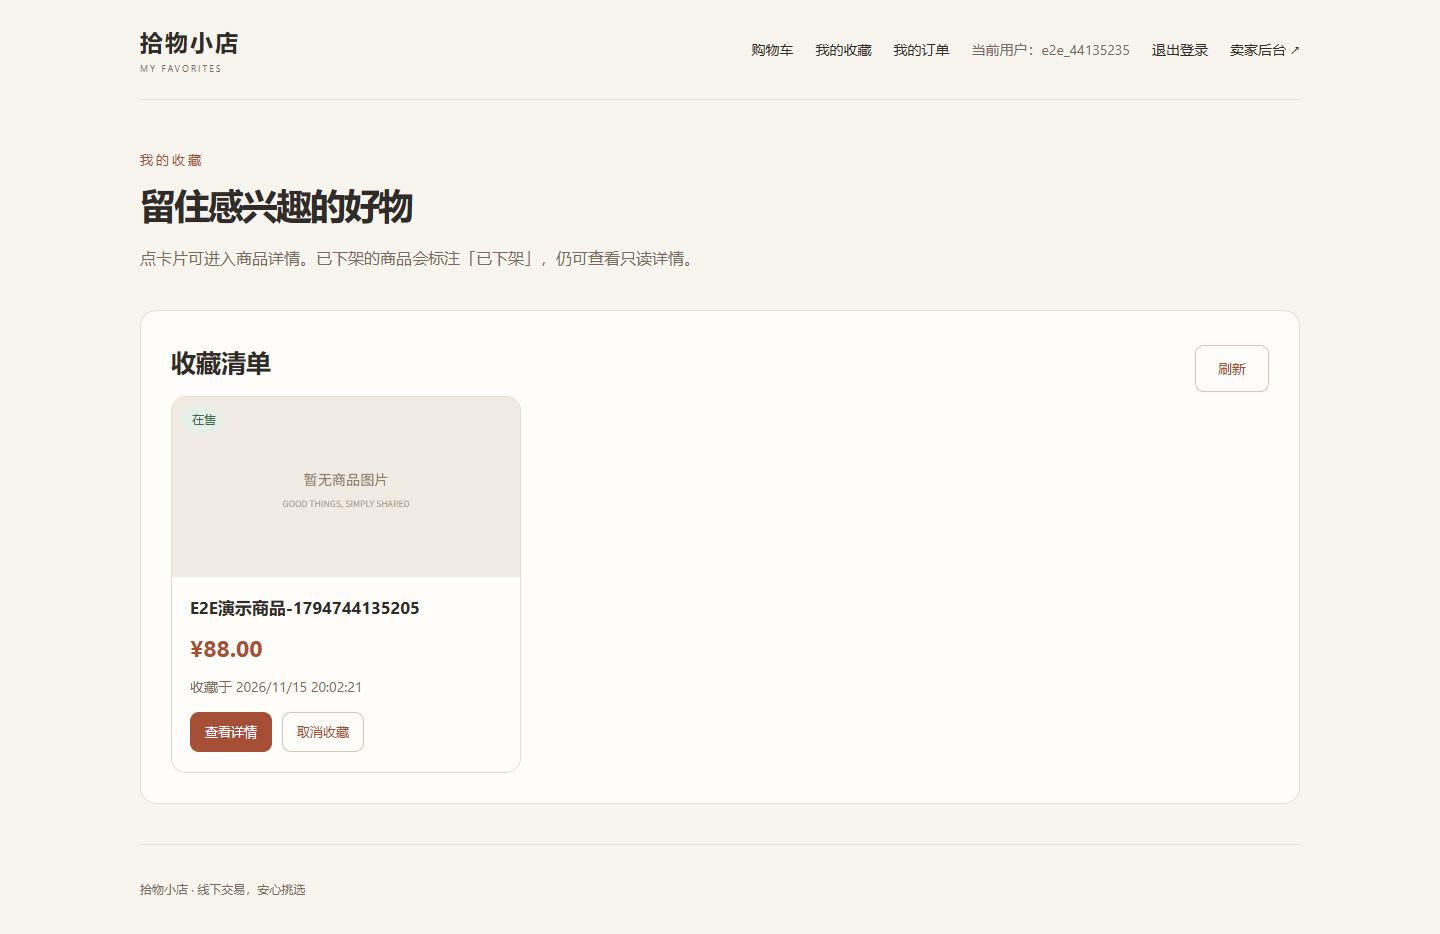 拾物小店
MY FAVORITES
购物车 我的收藏 我的订单 当前用户：e2e_44135235 退出登录 卖家后台 ↗
我的收藏
留住感兴趣的好物
点卡片可进入商品详情。已下架的商品会标注「已下架」，仍可查看只读详情。
收藏清单
刷新
在售
暂无商品图片
GOOD THINGS, SIMPLY SHARED
E2E演示商品-1794744135205
¥88.00
收藏于 2026/11/15 20:02:21
查看详情 取消收藏
拾物小店 · 线下交易，安心挑选